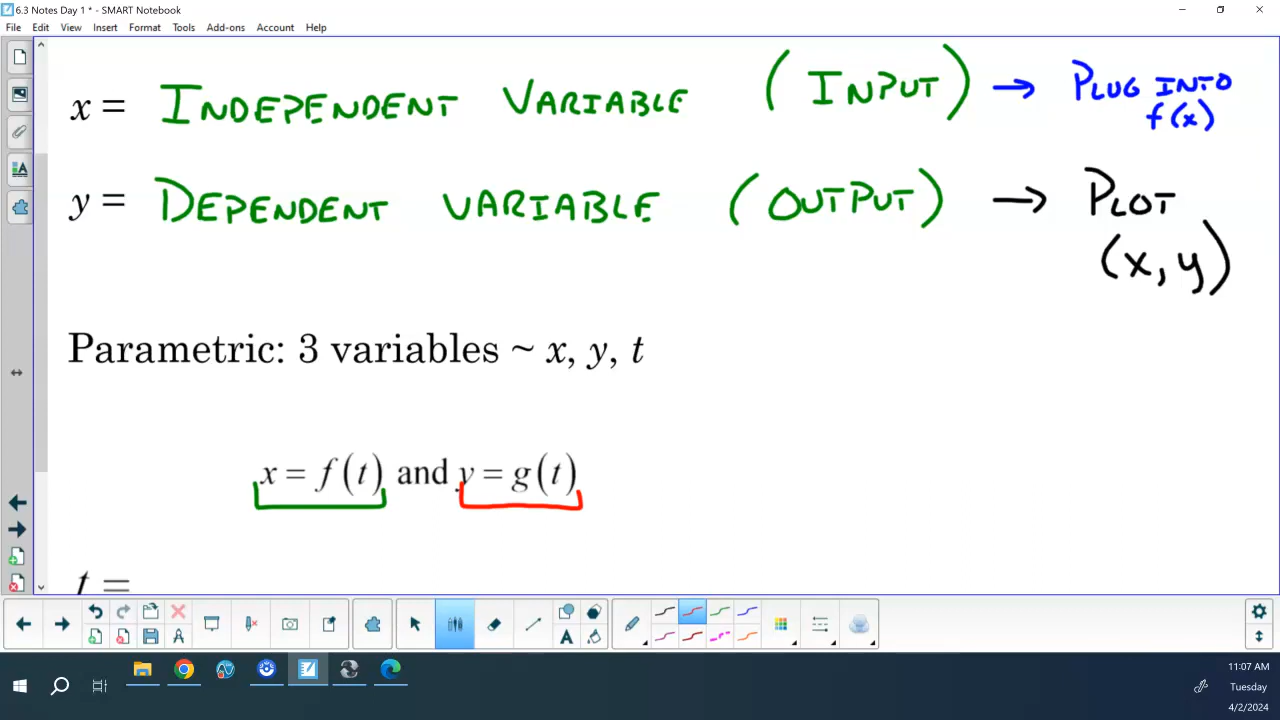 6.3 Notes Day 1 * - SMART Notebook
File Edit View Insert Format Tools Add-ons Account Help
x = INDEPENDENT VARIABLE (INPUT) → PLUG INTO
f(x)
y = DEPENDENT VARIABLE (OUTPUT) → PLOT
(x, y)
Parametric: 3 variables ~ x, y, t
x = f(t) and y = g(t)
t =
11:07 AM
Tuesday
4/2/2024